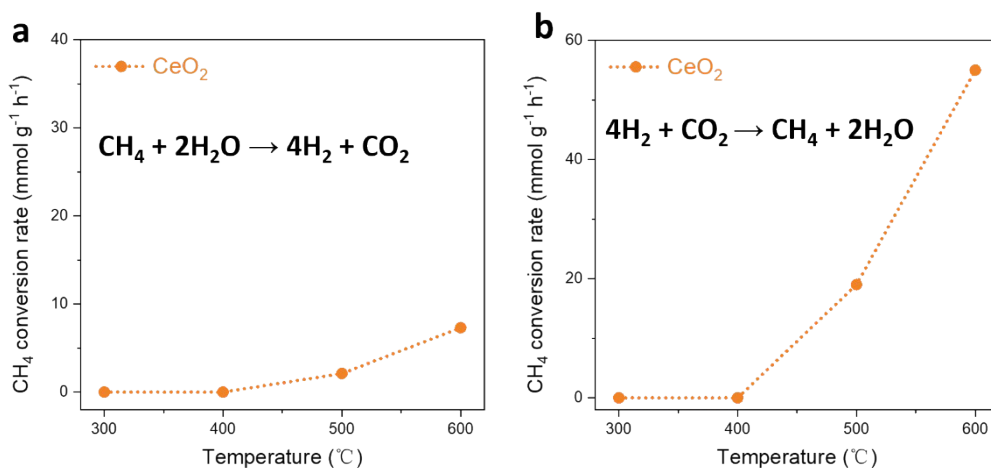 a
40
30
20
10
0
CeO₂
CH₄ + 2H₂O → 4H₂ + CO₂
CH₄ conversion rate (mmol g⁻¹ h⁻¹)
300 400 500 600
Temperature (℃)
b
60
40
20
0
CeO₂
4H₂ + CO₂ → CH₄ + 2H₂O
CH₄ conversion rate (mmol g⁻¹ h⁻¹)
300 400 500 600
Temperature (℃)